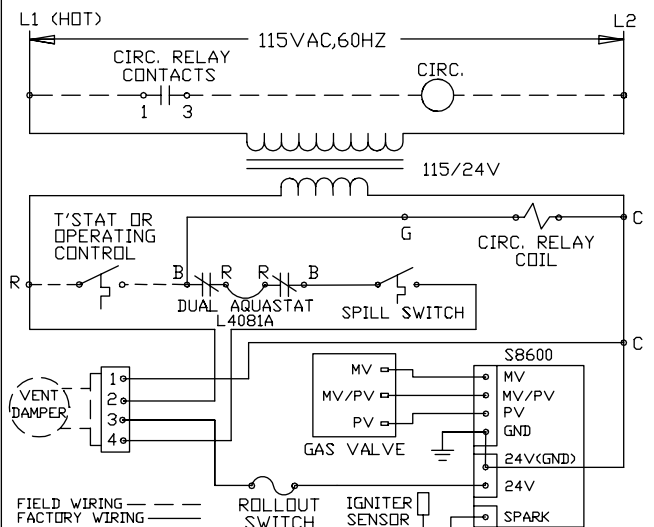 L1 (HOT)
L2
115VAC,60HZ
CIRC. RELAY
CONTACTS
CIRC.
1 3
115/24V
T'STAT OR
OPERATING
CONTROL
G
C
CIRC. RELAY
COIL
R
B R R B
DUAL AQUASTAT
L4081A
SPILL SWITCH
C
S8600
VENT
DAMPER
1
2
3
4
MV
MV/PV
PV
GAS VALVE
MV
MV/PV
PV
GND
24V(GND)
24V
SPARK
FIELD WIRING
FACTORY WIRING
ROLLOUT
SWITCH
IGNITER
SENSOR